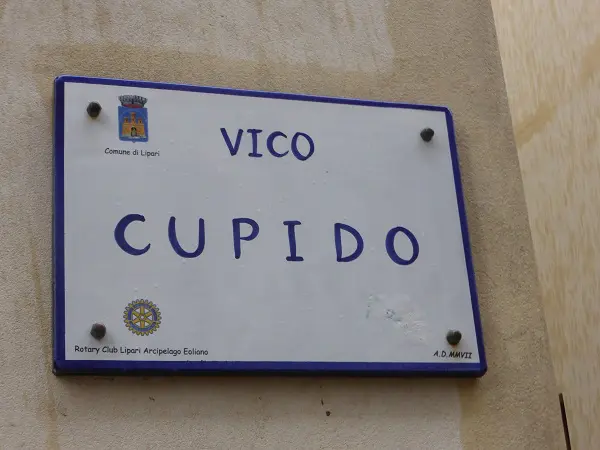 VICO
Comune di Lipari
CUPIDO
Rotary Club Lipari Arcipelago Eoliano
A.D. MMVII